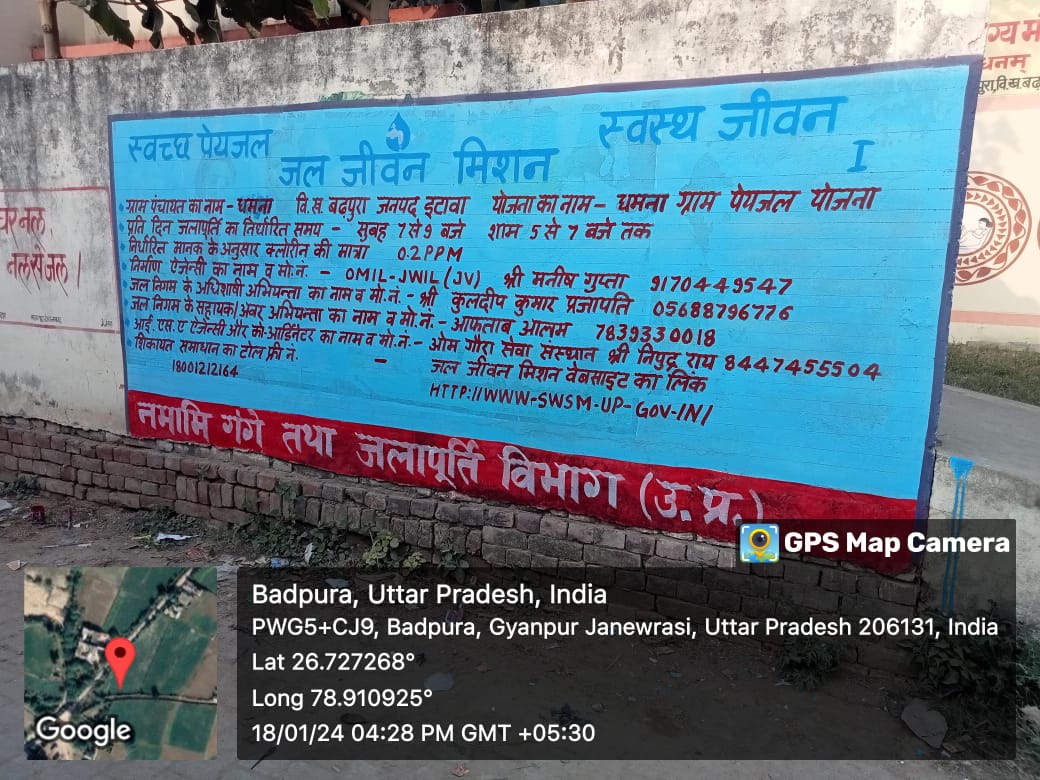 स्वच्छ पेयजल
स्वस्थ जीवन
जल जीवन मिशन
I
ग्राम पंचायत का नाम - धमना वि.ख. बढ़पुरा जनपद इटावा योजना का नाम - धमना ग्राम पेयजल योजना
प्रति दिन जलापूर्ति का निर्धारित समय - सुबह 7 से 9 बजे शाम 5 से 7 बजे तक
निर्धारित मानक के अनुसार क्लोरिन की मात्रा 0.2 PPM
निर्माण ऐजेन्सी का नाम व मो.नं. - OMIL-JWIL (JV) श्री मनीष गुप्ता 9170449547
जल निगम के अधिशाषी अभियन्ता का नाम व मो.नं. - श्री कुलदीप कुमार प्रजापति 05688796776
जल निगम के सहायक/अवर अभियन्ता का नाम व मो.नं. - आफताब आलम 7839330018
आई.एस.ए ऐजेन्सी और को-आर्डिनेटर का नाम व मो.नं. - ओम गौरा सेवा संस्थान श्री निपुद्र राय 8447455504
शिकायत समाधान का टोल फ्री नं. - जल जीवन मिशन वेबसाइट का लिंक
18001212164
HTTP://WWW-SWSM-UP-GOV-IN/
नमामि गंगे तथा जलापूर्ति विभाग (उ.प्र.)
नल से जल।
GPS Map Camera
Badpura, Uttar Pradesh, India
PWG5+CJ9, Badpura, Gyanpur Janewrasi, Uttar Pradesh 206131, India
Lat 26.727268°
Long 78.910925°
18/01/24 04:28 PM GMT +05:30
Google